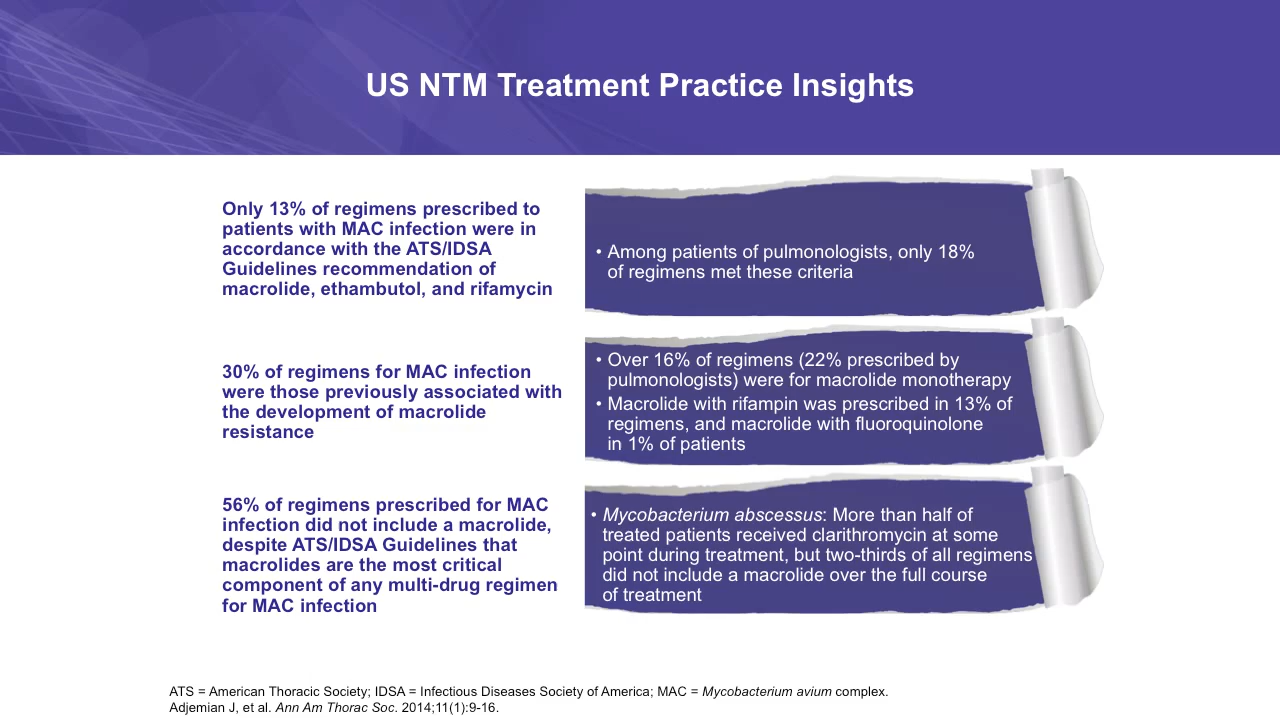 US NTM Treatment Practice Insights
Only 13% of regimens prescribed to
patients with MAC infection were in
accordance with the ATS/IDSA
Guidelines recommendation of
macrolide, ethambutol, and rifamycin
• Among patients of pulmonologists, only 18%
of regimens met these criteria
30% of regimens for MAC infection
were those previously associated with
the development of macrolide
resistance
• Over 16% of regimens (22% prescribed by
pulmonologists) were for macrolide monotherapy
• Macrolide with rifampin was prescribed in 13% of
regimens, and macrolide with fluoroquinolone
in 1% of patients
56% of regimens prescribed for MAC
infection did not include a macrolide,
despite ATS/IDSA Guidelines that
macrolides are the most critical
component of any multi-drug regimen
for MAC infection
• Mycobacterium abscessus: More than half of
treated patients received clarithromycin at some
point during treatment, but two-thirds of all regimens
did not include a macrolide over the full course
of treatment
ATS = American Thoracic Society; IDSA = Infectious Diseases Society of America; MAC = Mycobacterium avium complex.
Adjemian J, et al. Ann Am Thorac Soc. 2014;11(1):9-16.